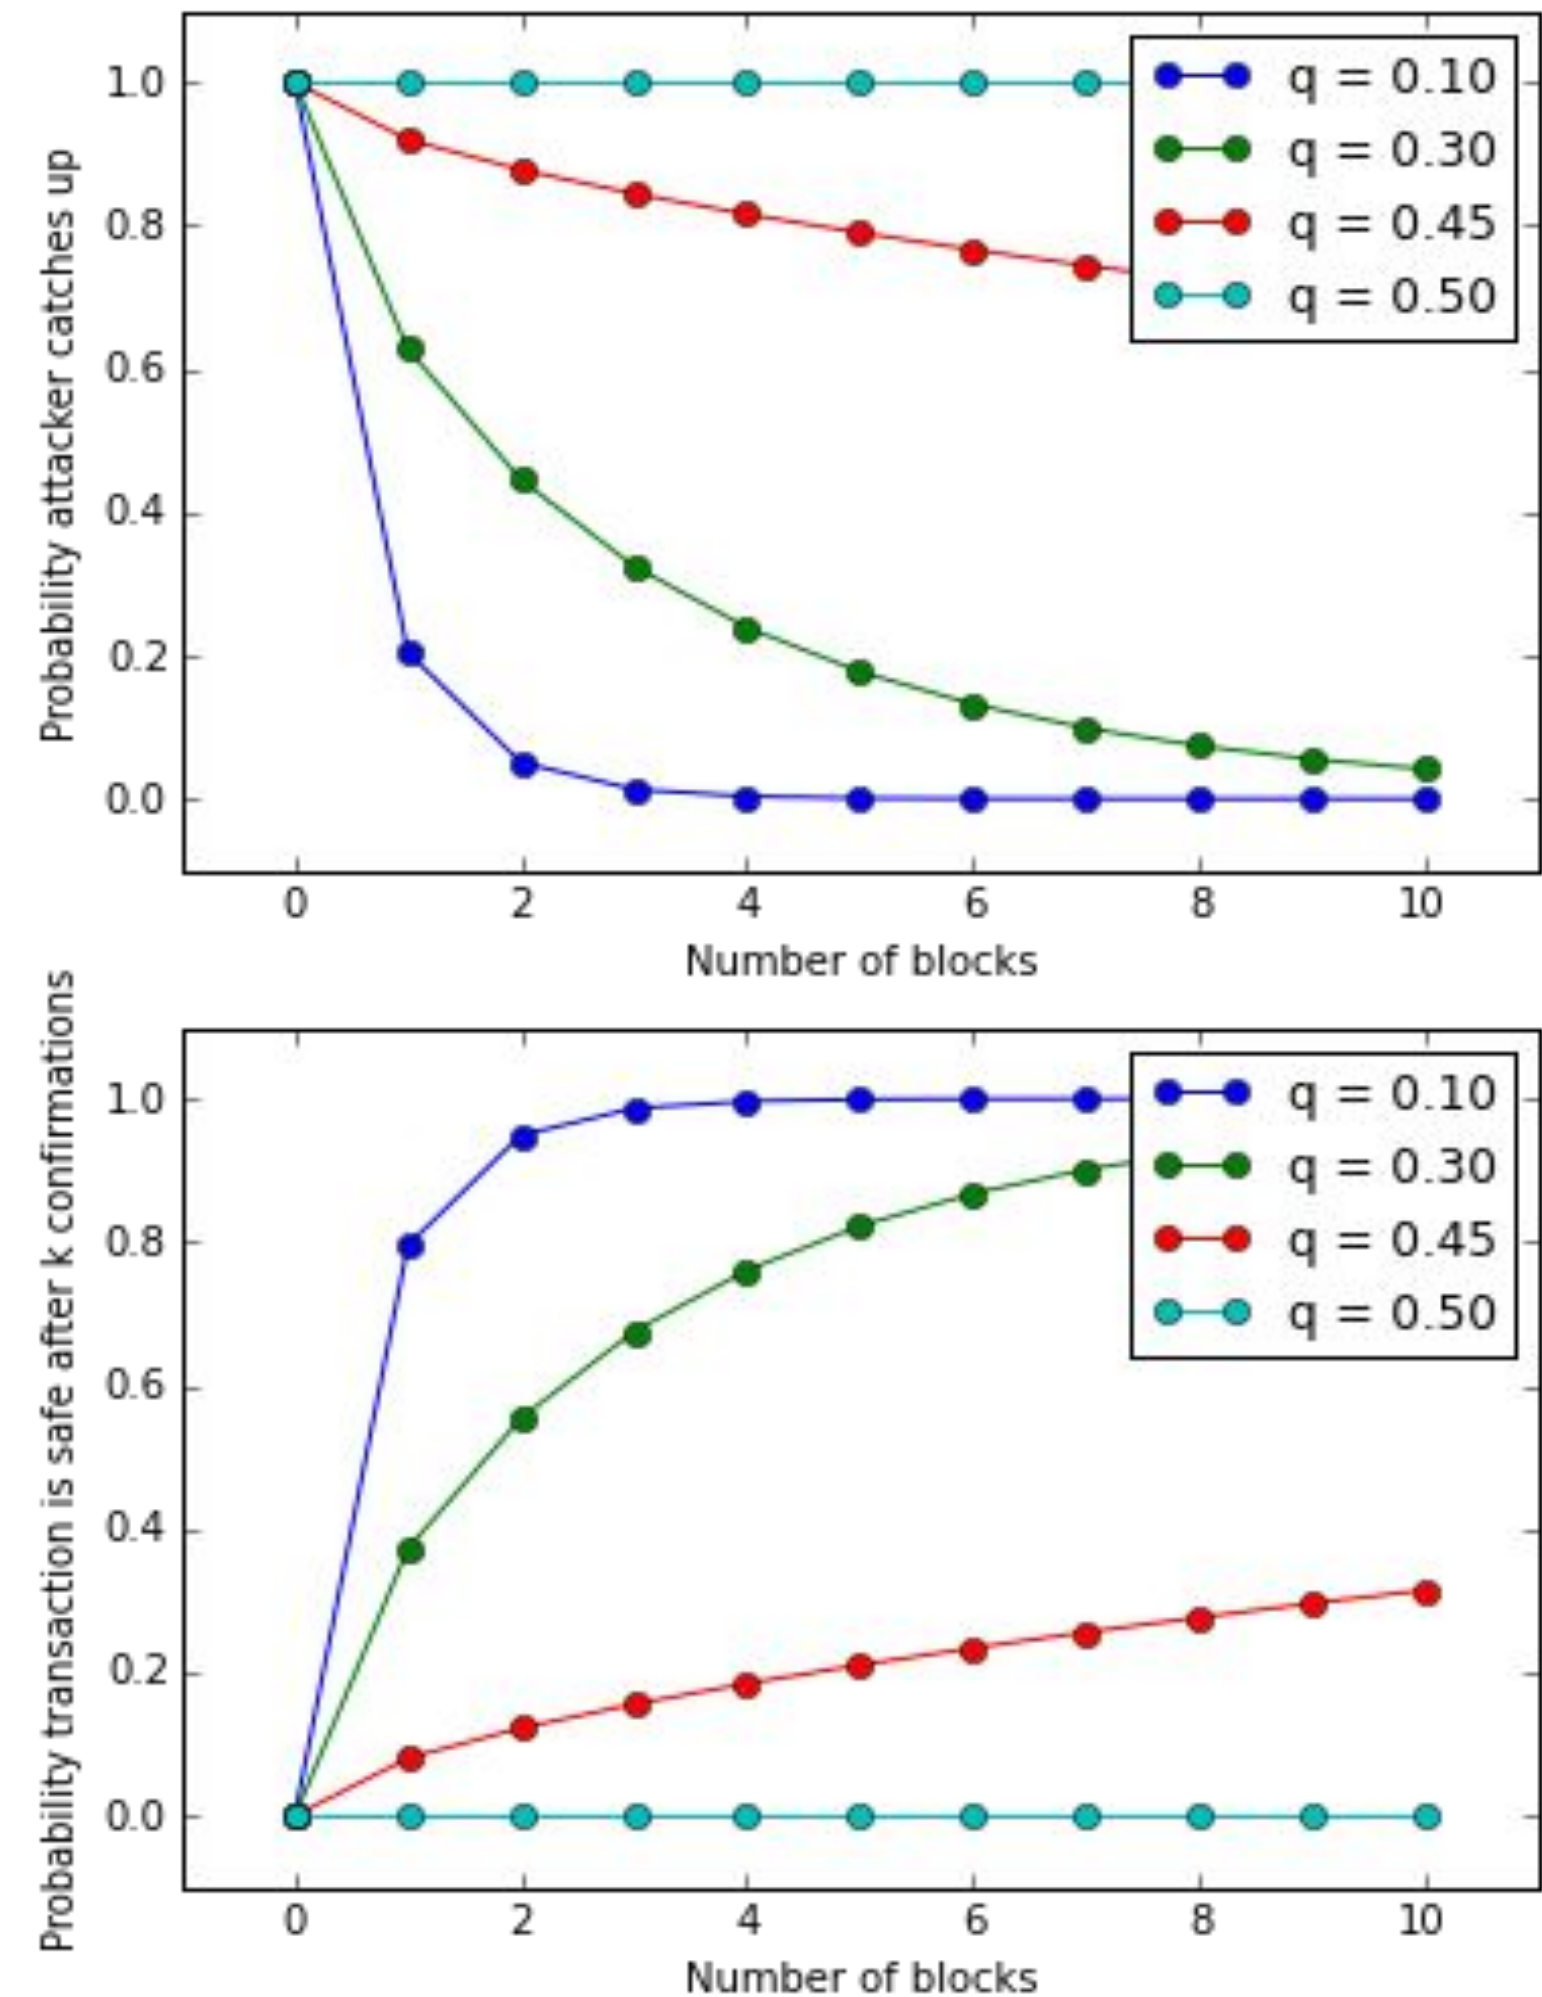 Probability attacker catches up
1.0
0.8
0.6
0.4
0.2
0.0
q = 0.10
q = 0.30
q = 0.45
q = 0.50
0 2 4 6 8 10
Number of blocks
Probability transaction is safe after k confirmations
1.0
0.8
0.6
0.4
0.2
0.0
q = 0.10
q = 0.30
q = 0.45
q = 0.50
0 2 4 6 8 10
Number of blocks